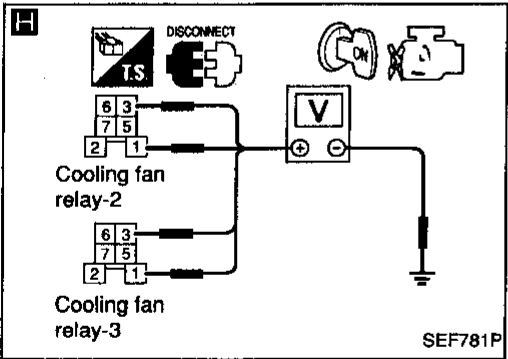 H
DISCONNECT
T.S.
ON
V
⊕ ⊖
6 3
7 5
2 1
Cooling fan
relay-2
6 3
7 5
2 1
Cooling fan
relay-3
SEF781P